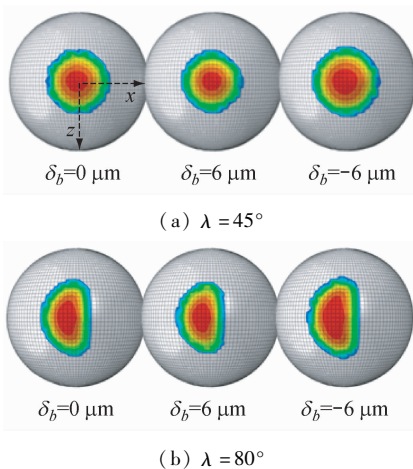 x
z
δ_b=0 μm δ_b=6 μm δ_b=-6 μm
(a) λ=45°
δ_b=0 μm δ_b=6 μm δ_b=-6 μm
(b) λ=80°